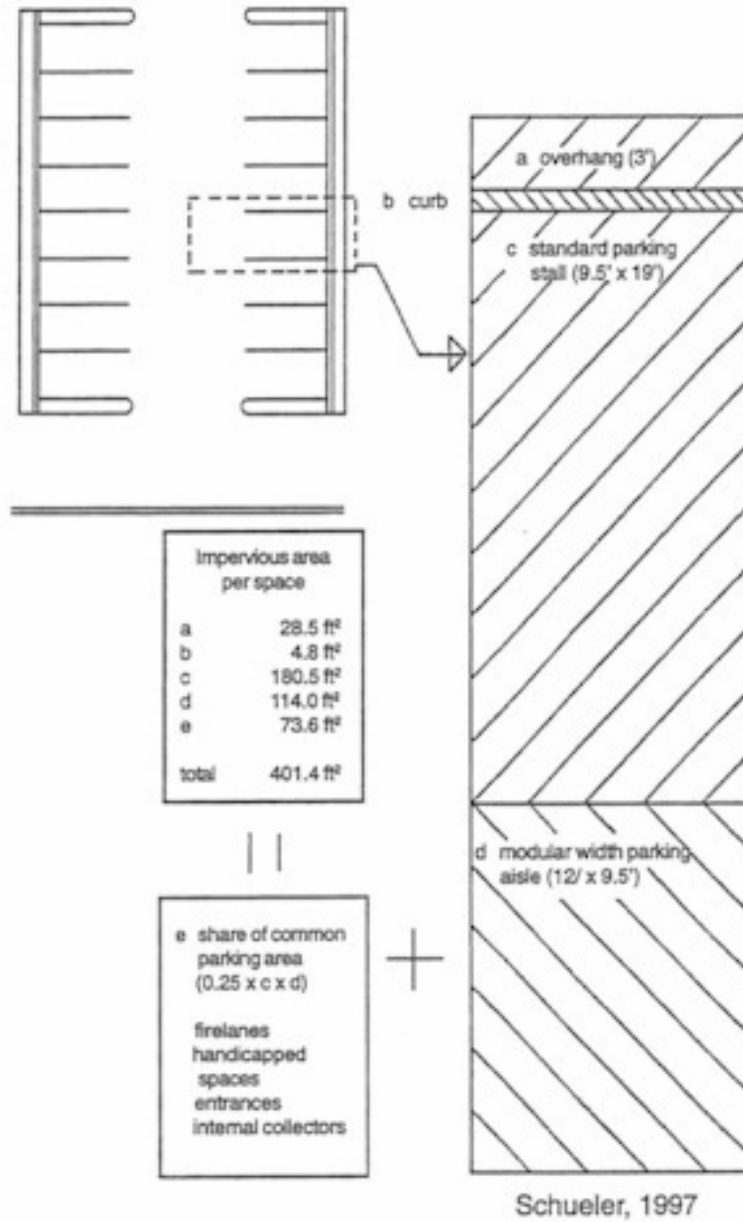 a overhang (3')
b curb
c standard parking
stall (9.5' x 19')
Impervious area
per space
a 28.5 ft²
b 4.8 ft²
c 180.5 ft²
d 114.0 ft²
e 73.6 ft²
total 401.4 ft²
d modular width parking
aisle (12/ x 9.5')
e share of common
parking area
(0.25 x c x d)
firelanes
handicapped
spaces
entrances
internal collectors
Schueler, 1997